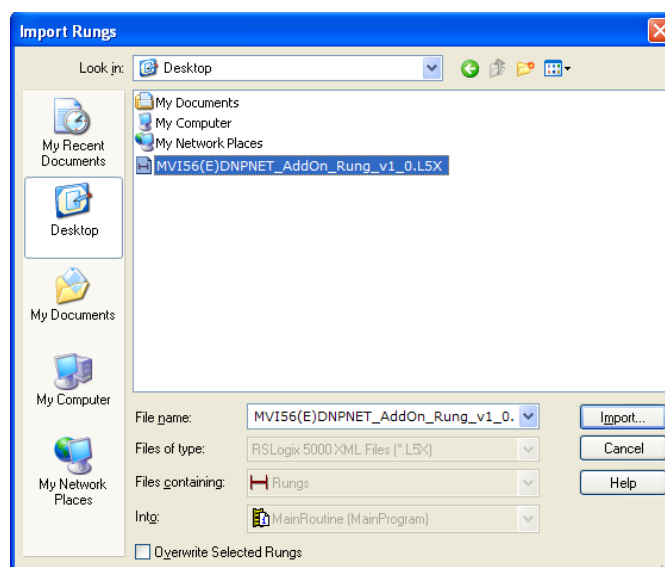 Import Rungs
Look in:
Desktop
My Recent
Documents
Desktop
My Documents
My Computer
My Network
Places
My Documents
My Computer
My Network Places
MVI56(E)DNPNET_AddOn_Rung_v1_0.L5X
File name:
MVI56(E)DNPNET_AddOn_Rung_v1_0.
Import...
Files of type:
RSLogix 5000 XML Files (*.L5X)
Cancel
Files containing:
Rungs
Help
Into:
MainRoutine (MainProgram)
Overwrite Selected Rungs